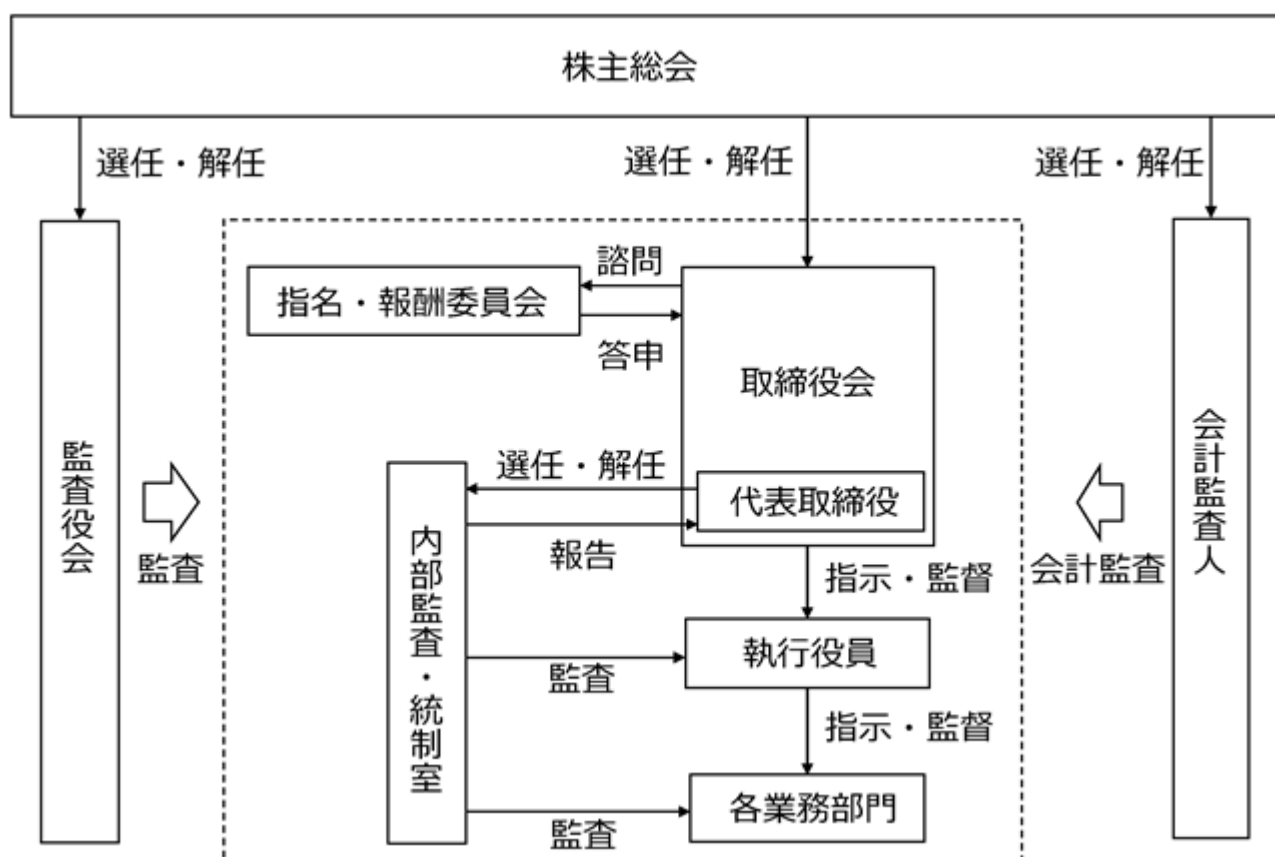 株主総会
選任・解任
選任・解任
選任・解任
諮問
指名・報酬委員会
答申
取締役会
監査役会
監査
選任・解任
代表取締役
報告
内部監査・統制室
指示・監督
会計監査
会計監査人
執行役員
監査
指示・監督
各業務部門
監査